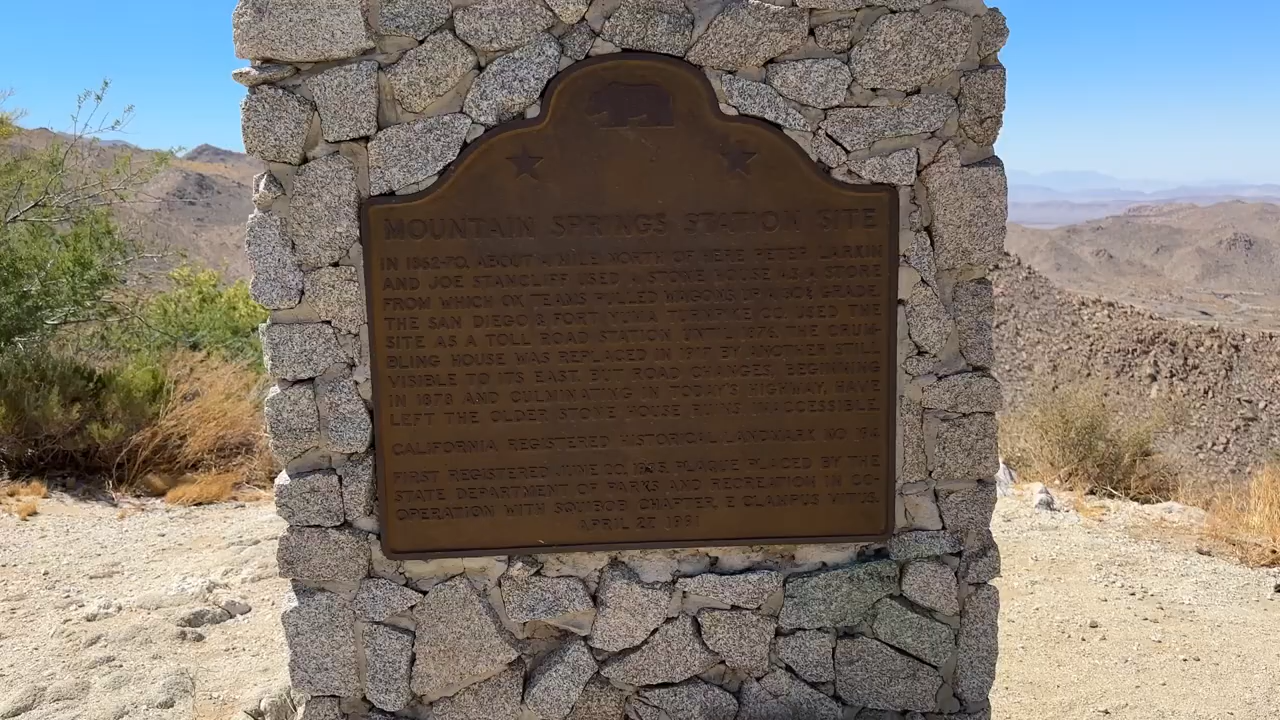 MOUNTAIN SPRINGS STATION SITE
IN 1862-70, ABOUT A MILE NORTH OF HERE PETER LARKIN
AND JOE STANCLIFF USED A STONE HOUSE AS A STORE
FROM WHICH OX TEAMS PULLED WAGONS UP A 30% GRADE.
THE SAN DIEGO & FORT YUMA TURNPIKE CO. USED THE
SITE AS A TOLL ROAD STATION UNTIL 1876. THE CRUM-
BLING HOUSE WAS REPLACED IN 1917 BY ANOTHER STILL
VISIBLE TO ITS EAST. BUT ROAD CHANGES, BEGINNING
IN 1878 AND CULMINATING IN TODAY'S HIGHWAY, HAVE
LEFT THE OLDER STONE HOUSE RUINS INACCESSIBLE.
CALIFORNIA REGISTERED HISTORICAL LANDMARK NO 194
FIRST REGISTERED JUNE 20, 1935. PLAQUE PLACED BY THE
STATE DEPARTMENT OF PARKS AND RECREATION IN CO-
OPERATION WITH SQUIBOB CHAPTER, E CLAMPUS VITUS,
APRIL 27, 1981